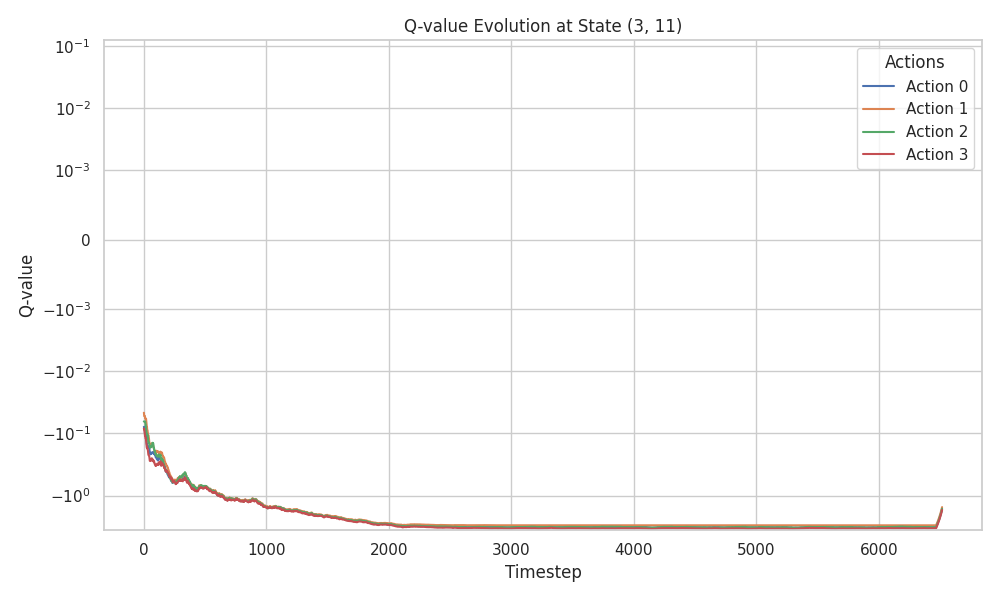 Q-value Evolution at State (3, 11)
Q-value
10⁻¹
10⁻²
10⁻³
0
−10⁻³
−10⁻²
−10⁻¹
−10⁰
Actions
Action 0
Action 1
Action 2
Action 3
0 1000 2000 3000 4000 5000 6000
Timestep